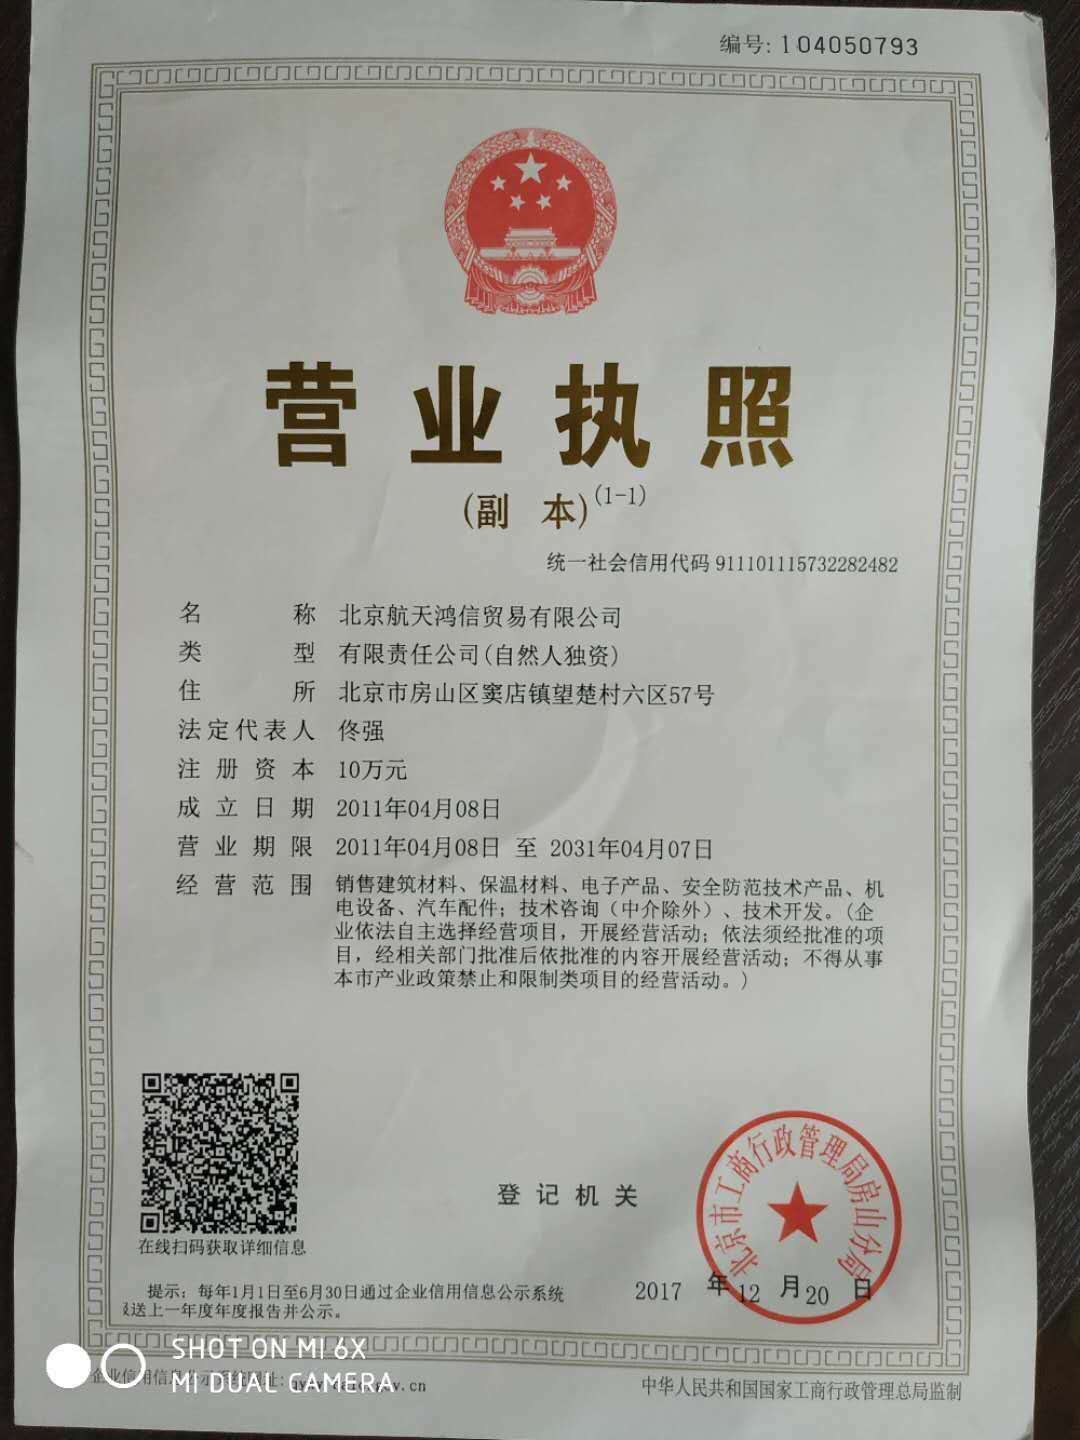 编号: 104050793
营业执照
(副 本)(1-1)
统一社会信用代码 911101115732282482
名 称 北京航天鸿信贸易有限公司
类 型 有限责任公司(自然人独资)
住 所 北京市房山区窦店镇望楚村六区57号
法定代表人 佟强
注册资本 10万元
成立日期 2011年04月08日
营业期限 2011年04月08日 至 2031年04月07日
经营范围 销售建筑材料、保温材料、电子产品、安全防范技术产品、机
电设备、汽车配件；技术咨询（中介除外）、技术开发。(企
业依法自主选择经营项目，开展经营活动；依法须经批准的项
目，经相关部门批准后依批准的内容开展经营活动；不得从事
本市产业政策禁止和限制类项目的经营活动。)
在线扫码获取详细信息
登记机关
北京市工商行政管理局房山分局
2017 年 12 月 20 日
提示：每年1月1日至6月30日通过企业信用信息公示系统
报送上一年度年度报告并公示。
SHOT ON MI 6X
MI DUAL CAMERA
企业信用信息公示系统网址:
中华人民共和国国家工商行政管理总局监制